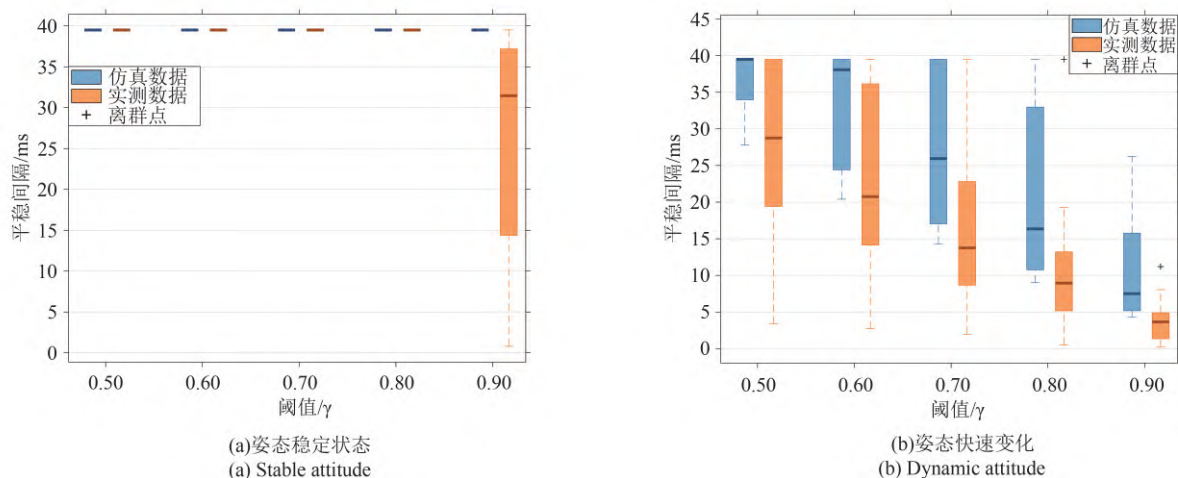 40
35
30
25
20
15
10
5
0
平稳间隔/ms
仿真数据
实测数据
离群点
0.50 0.60 0.70 0.80 0.90
阈值/γ
(a)姿态稳定状态
(a) Stable attitude
45
40
35
30
25
20
15
10
5
0
平稳间隔/ms
仿真数据
实测数据
离群点
0.50 0.60 0.70 0.80 0.90
阈值/γ
(b)姿态快速变化
(b) Dynamic attitude